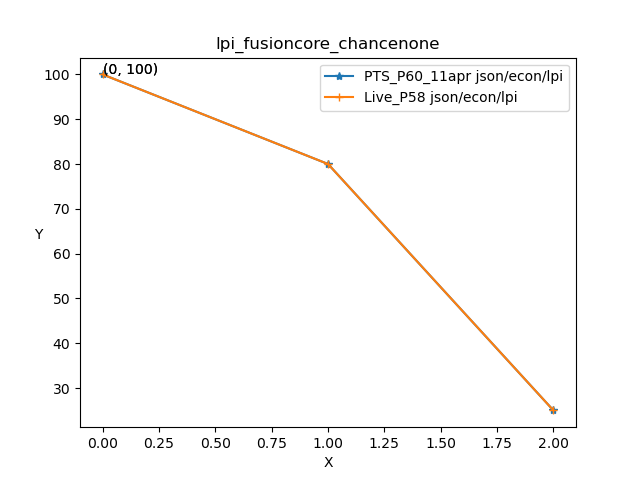 lpi_fusioncore_chancenone
(0, 100)
PTS_P60_11apr json/econ/lpi
Live_P58 json/econ/lpi
100
90
80
70
60
50
40
30
Y
0.00 0.25 0.50 0.75 1.00 1.25 1.50 1.75 2.00
X